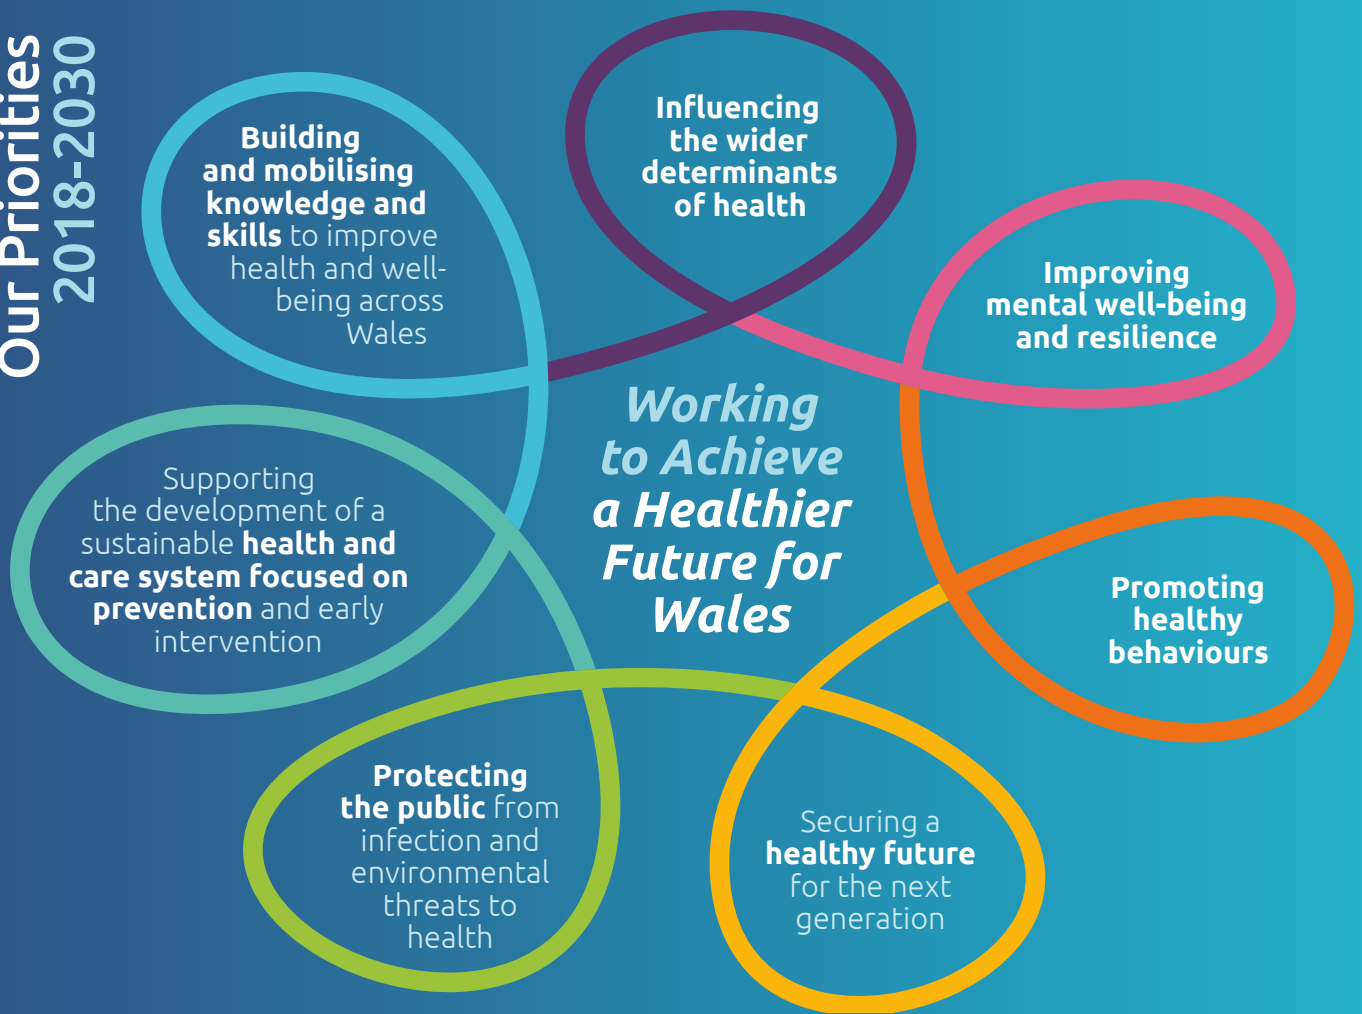 Our Priorities
2018-2030
Building
and mobilising
knowledge and
skills to improve
health and well-
being across
Wales
Influencing
the wider
determinants
of health
Improving
mental well-being
and resilience
Supporting
the development of a
sustainable health and
care system focused on
prevention and early
intervention
Working
to Achieve
a Healthier
Future for
Wales
Promoting
healthy
behaviours
Protecting
the public from
infection and
environmental
threats to
health
Securing a
healthy future
for the next
generation